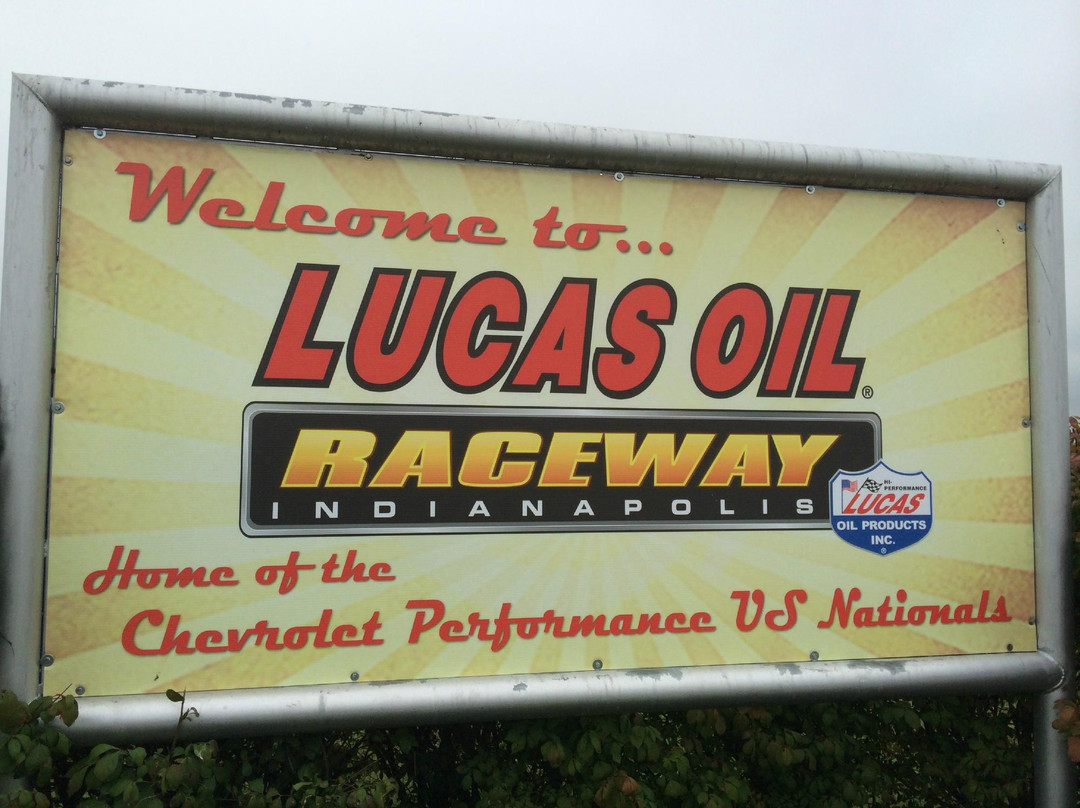 Welcome to...
LUCAS OIL®
RACEWAY
INDIANAPOLIS
HI-
PERFORMANCE
LUCAS
OIL PRODUCTS
INC.
®
Home of the
Chevrolet Performance US Nationals